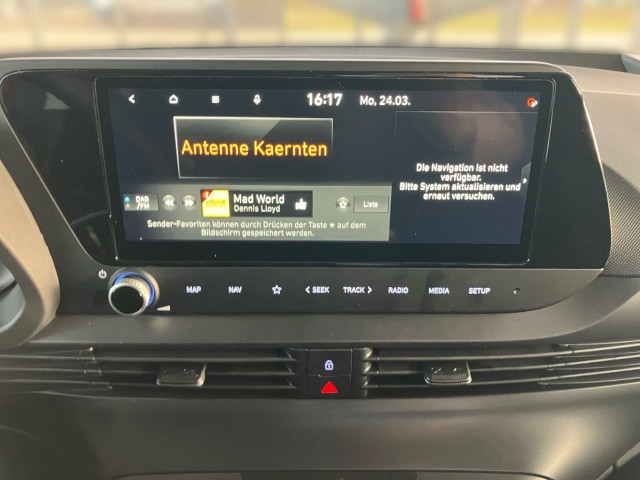 16:17 Mo, 24.03.
Antenne Kaernten
Die Navigation ist nicht
verfügbar.
Bitte System aktualisieren und
erneut versuchen.
DAB
/FM
Mad World
Dennis Lloyd
Liste
Sender-Favoriten können durch Drücken der Taste ★ auf dem
Bildschirm gespeichert werden.
MAP NAV SEEK TRACK RADIO MEDIA SETUP